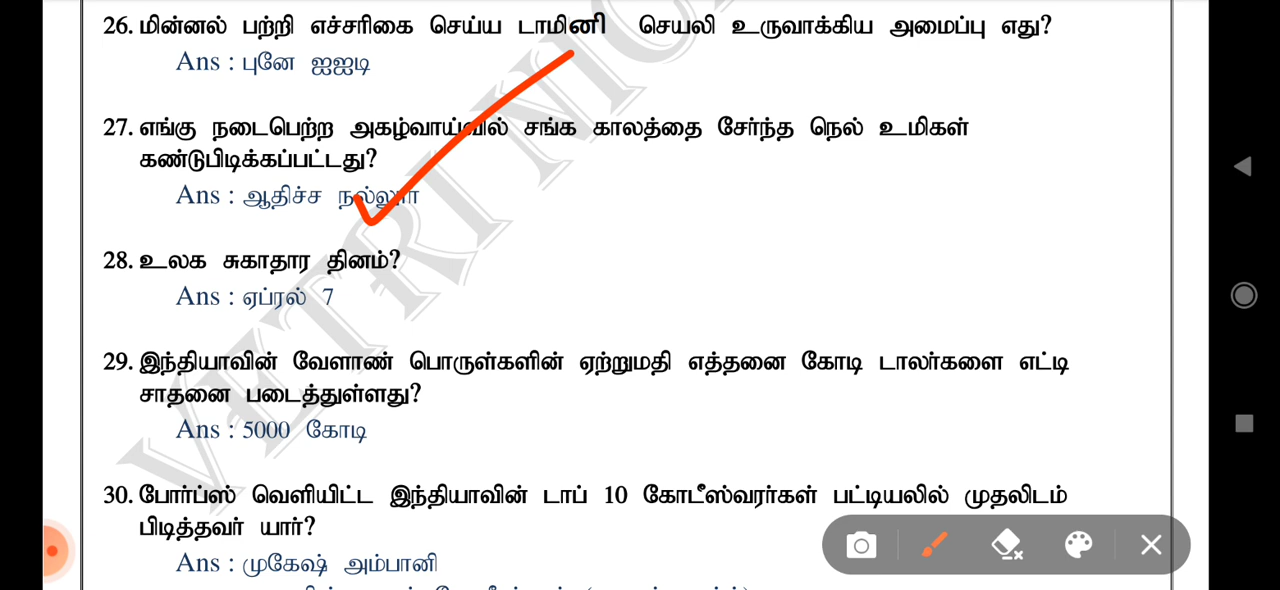 26. மின்னல் பற்றி எச்சரிகை செய்ய டாமினி செயலி உருவாக்கிய அமைப்பு எது?
Ans : புனே ஐஐடி
27. எங்கு நடைபெற்ற அகழ்வாய்வில் சங்க காலத்தை சேர்ந்த நெல் உமிகள்
கண்டுபிடிக்கப்பட்டது?
Ans : ஆதிச்ச நல்லூர்
28. உலக சுகாதார தினம்?
Ans : ஏப்ரல் 7
29. இந்தியாவின் வேளாண் பொருள்களின் ஏற்றுமதி எத்தனை கோடி டாலர்களை எட்டி
சாதனை படைத்துள்ளது?
Ans : 5000 கோடி
30. போர்ப்ஸ் வெளியிட்ட இந்தியாவின் டாப் 10 கோடீஸ்வரர்கள் பட்டியலில் முதலிடம்
பிடித்தவர் யார்?
Ans : முகேஷ் அம்பானி
VETRI